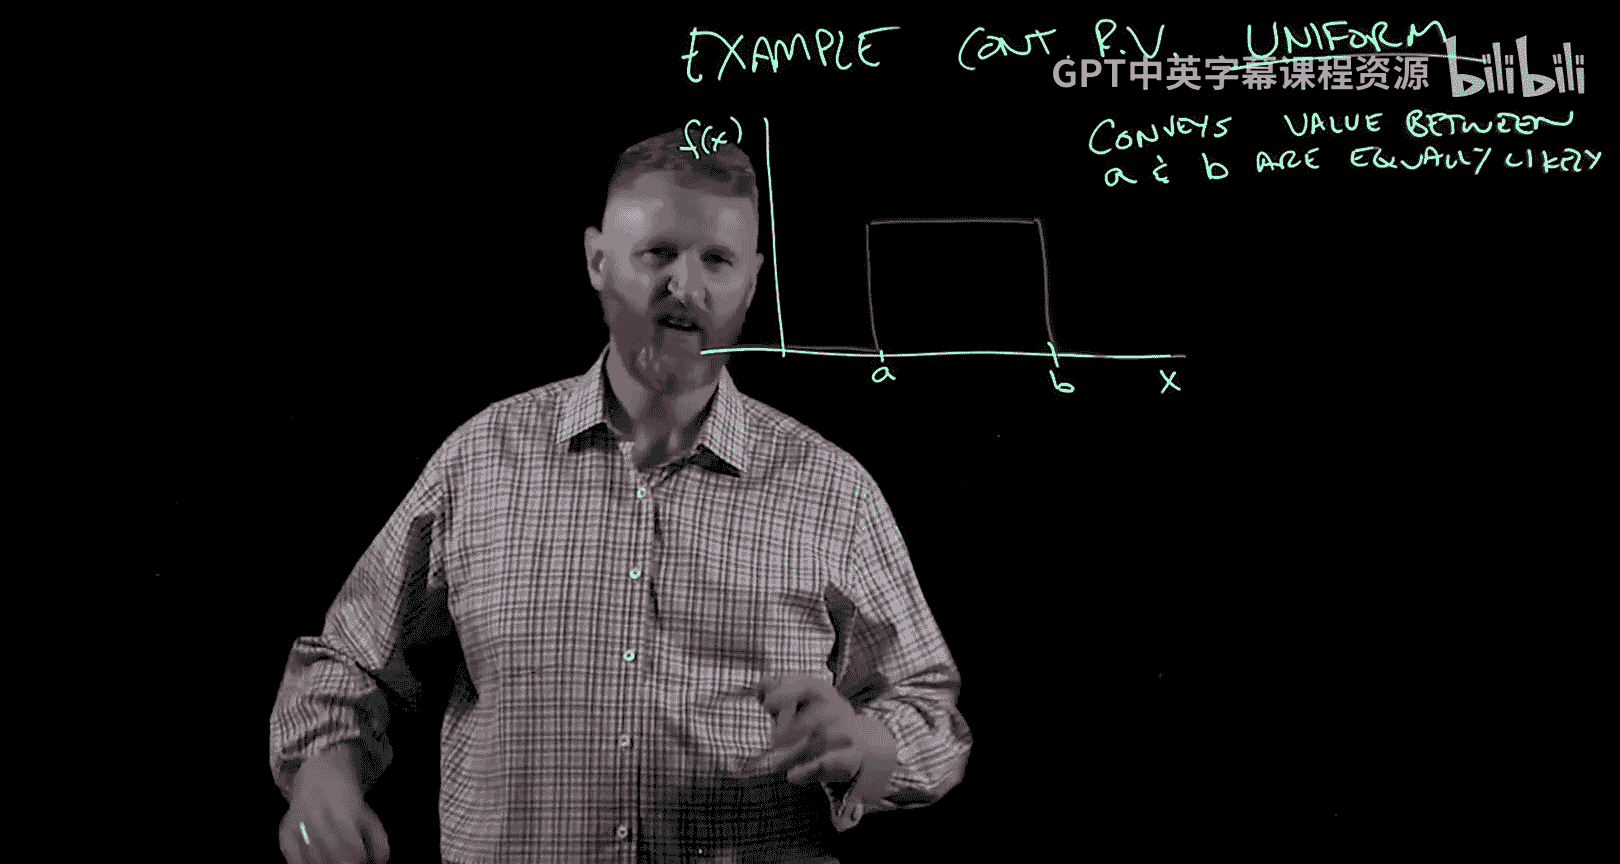 EXAMPLE CONT. R.V. UNIFORM
GPT中英字幕课程资源 bilibili
f(x)
CONVEYS VALUE BETWEEN
a & b ARE EQUALLY LIKELY
a b x